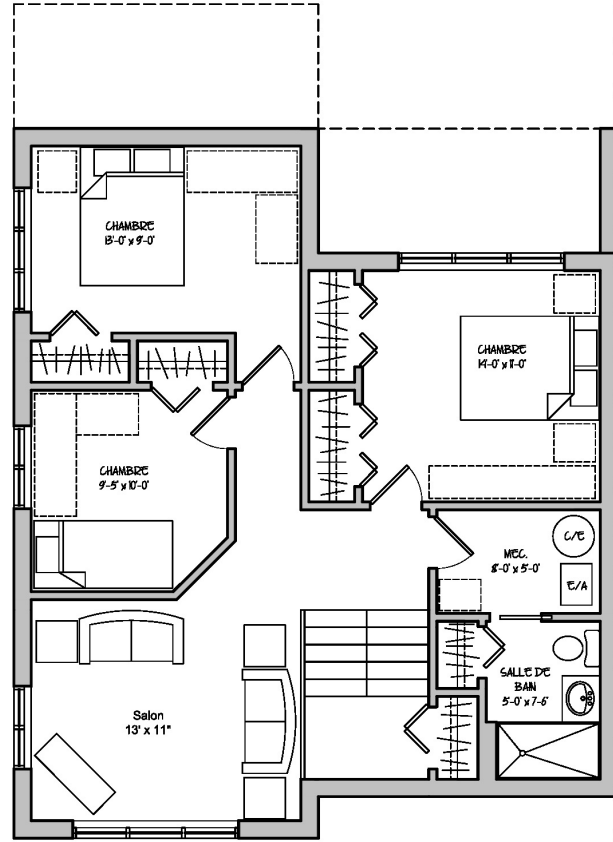 CHAMBRE
13'-0" x 9'-0"
CHAMBRE
14'-0" x 11'-0"
CHAMBRE
9'-5" x 10'-0"
MEC.
8'-0" x 5'-0"
C/E
E/A
SALLE DE
BAIN
5'-0" x 7'-6"
Salon
13' x 11"